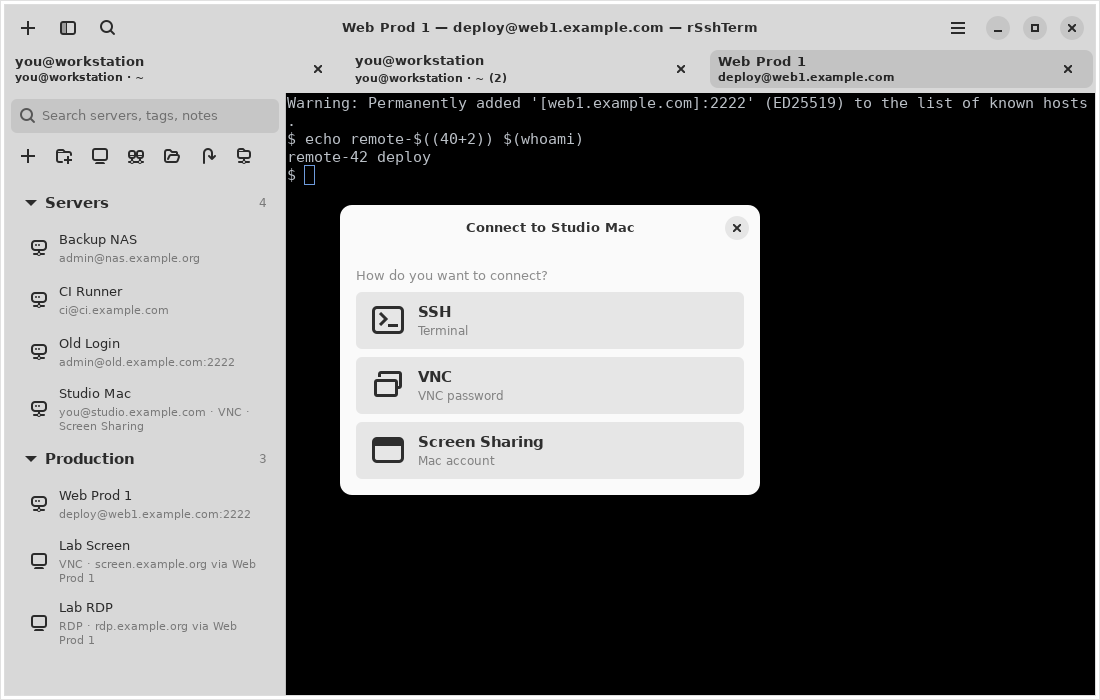 Web Prod 1 — deploy@web1.example.com — rSshTerm
you@workstation
you@workstation · ~
you@workstation
you@workstation · ~ (2)
Web Prod 1
deploy@web1.example.com
Search servers, tags, notes
Servers 4
Backup NAS
admin@nas.example.org
CI Runner
ci@ci.example.com
Old Login
admin@old.example.com:2222
Studio Mac
you@studio.example.com · VNC ·
Screen Sharing
Production 3
Web Prod 1
deploy@web1.example.com:2222
Lab Screen
VNC · screen.example.org via Web
Prod 1
Lab RDP
RDP · rdp.example.org via Web
Prod 1
Warning: Permanently added '[web1.example.com]:2222' (ED25519) to the list of known hosts
.
$ echo remote-$((40+2)) $(whoami)
remote-42 deploy
$
Connect to Studio Mac
How do you want to connect?
SSH
Terminal
VNC
VNC password
Screen Sharing
Mac account